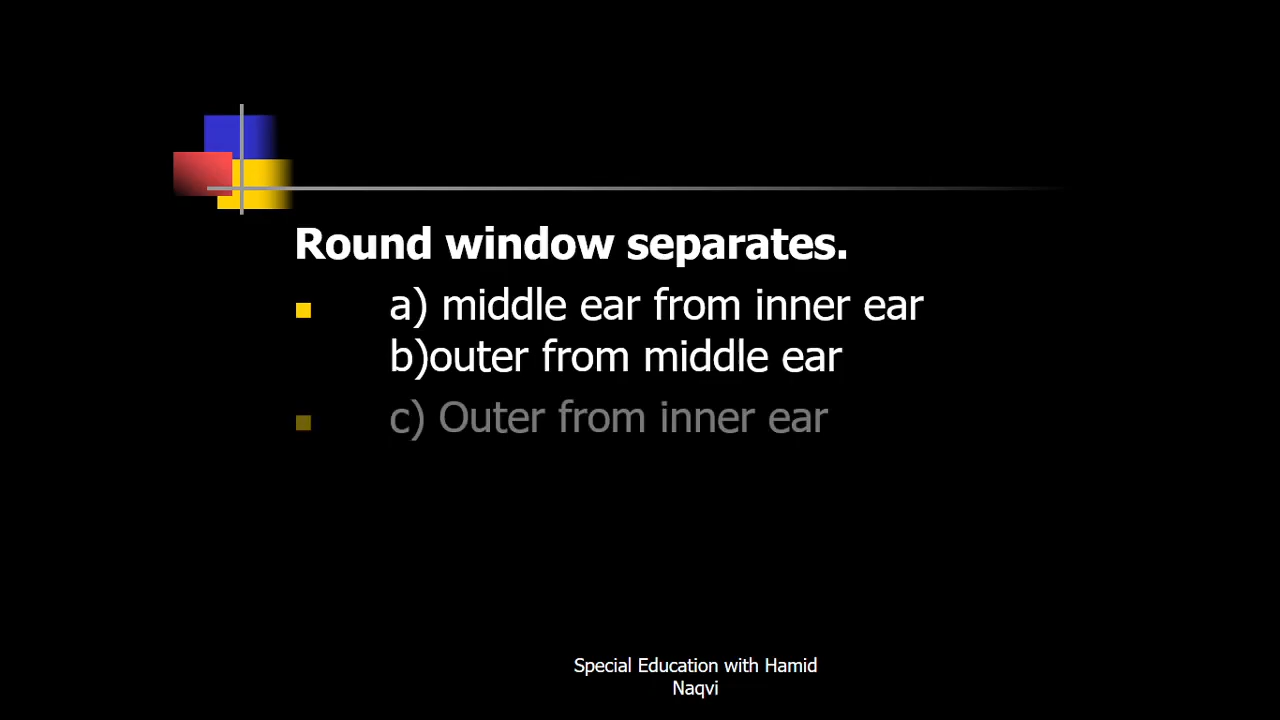 Round window separates.
a) middle ear from inner ear
b)outer from middle ear
c) Outer from inner ear
Special Education with Hamid
Naqvi